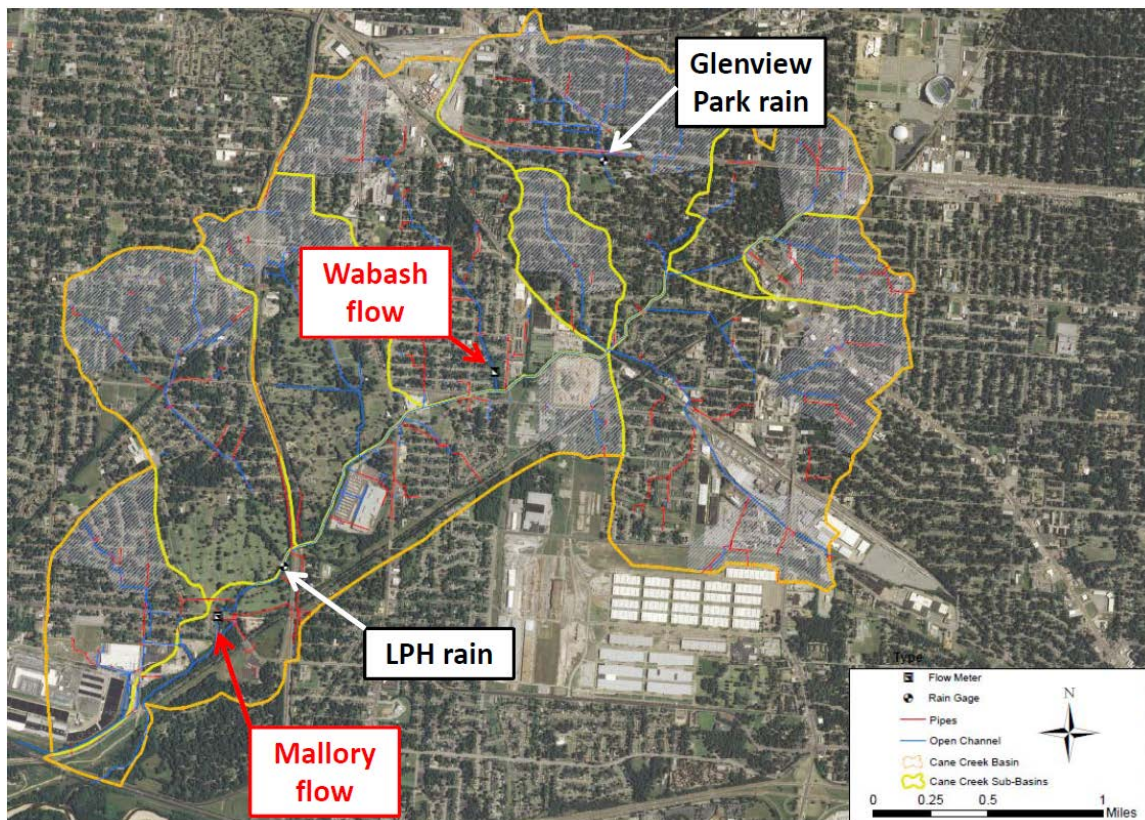 Glenview
Park rain
Wabash
flow
LPH rain
Mallory
flow
Type
Flow Meter
Rain Gage
Pipes
Open Channel
Cane Creek Basin
Cane Creek Sub-Basins
N
0 0.25 0.5 1
Miles